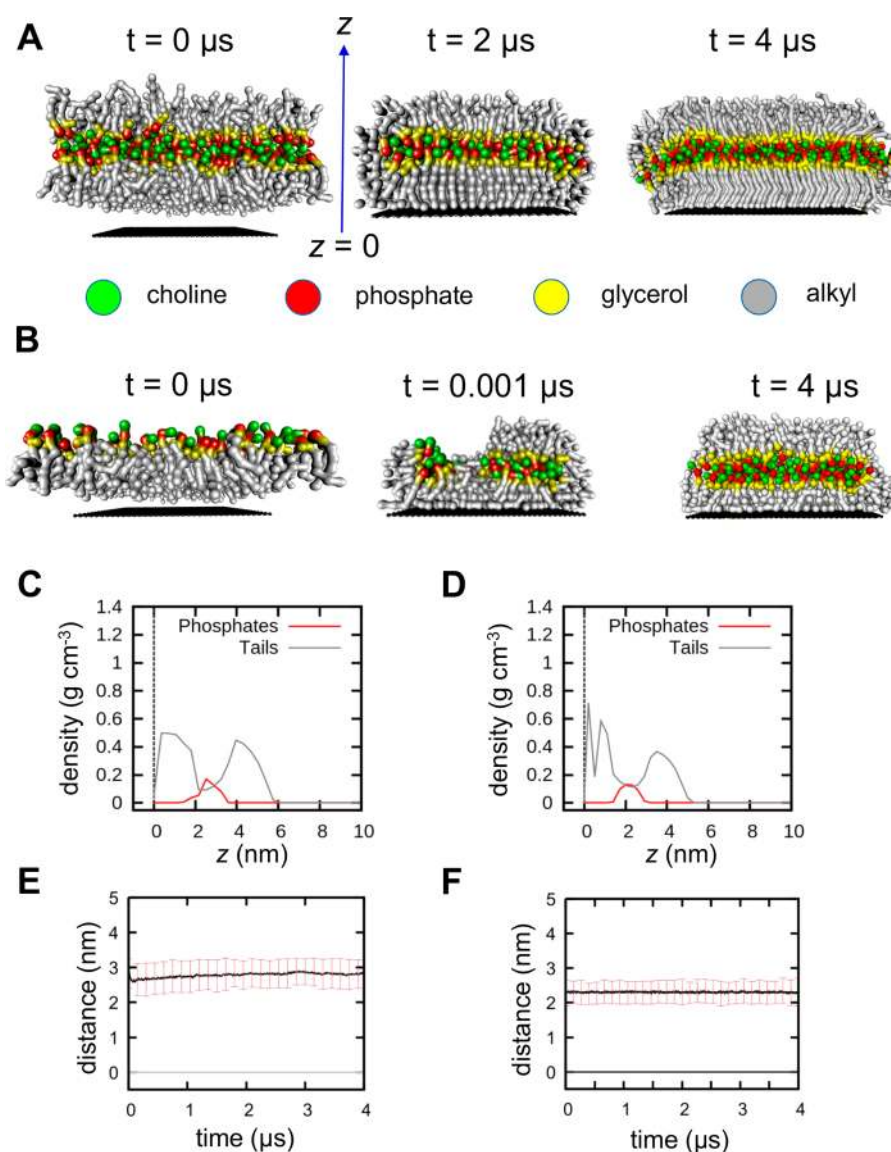 A
t = 0 µs
z
t = 2 µs
t = 4 µs
z = 0
choline
phosphate
glycerol
alkyl
B
t = 0 µs
t = 0.001 µs
t = 4 µs
C
1.4
1.2
1
0.8
0.6
0.4
0.2
0
density (g cm-3)
Phosphates
Tails
0 2 4 6 8 10
z (nm)
D
1.4
1.2
1
0.8
0.6
0.4
0.2
0
density (g cm-3)
Phosphates
Tails
0 2 4 6 8 10
z (nm)
E
5
4
3
2
1
0
distance (nm)
0 1 2 3 4
time (µs)
F
5
4
3
2
1
0
distance (nm)
0 1 2 3 4
time (µs)